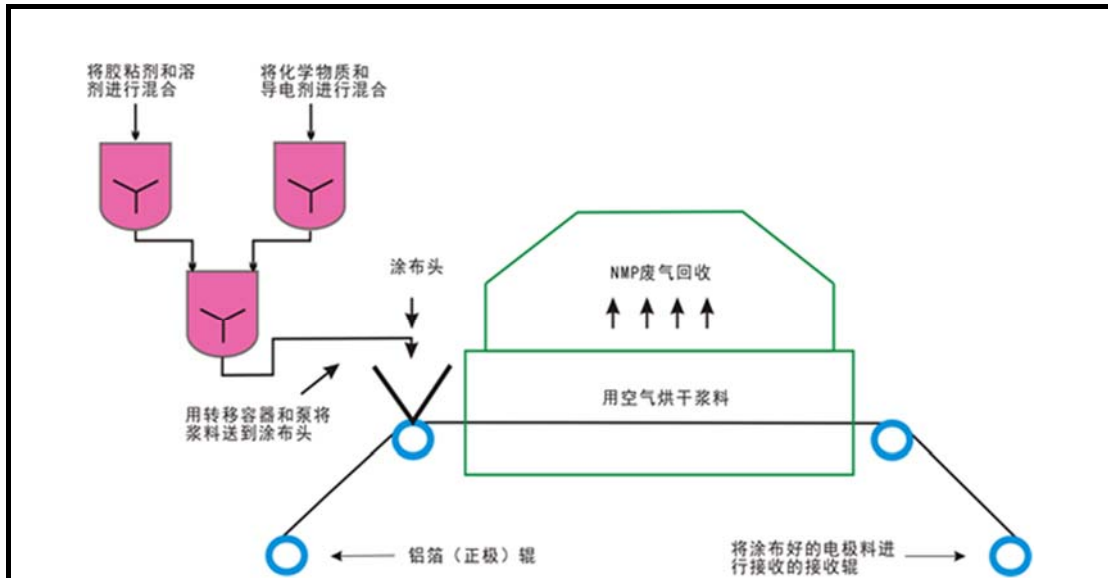 将胶粘剂和溶
剂进行混合
将化学物质和
导电剂进行混合
涂布头
NMP废气回收
用空气烘干浆料
用转移容器和泵将
浆料送到涂布头
铝箔（正极）辊
将涂布好的电极料进
行接收的接收辊